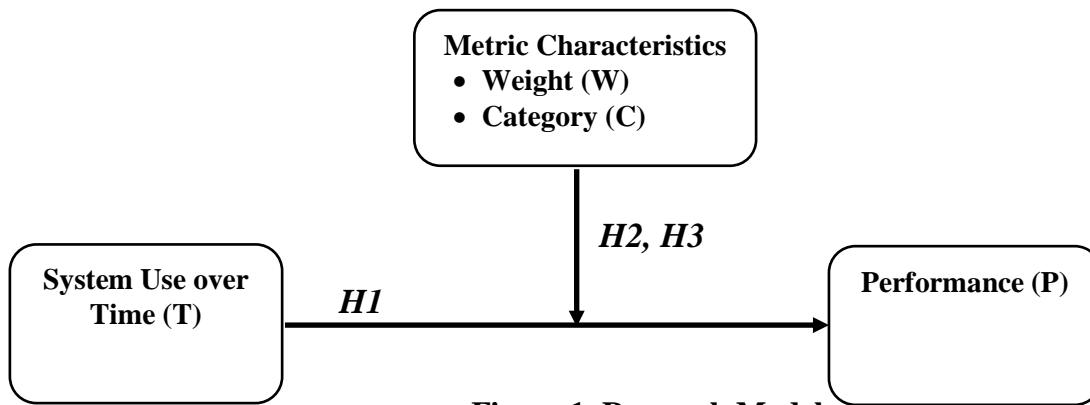 Metric Characteristics
• Weight (W)
• Category (C)
H2, H3
System Use over
Time (T)
H1
Performance (P)